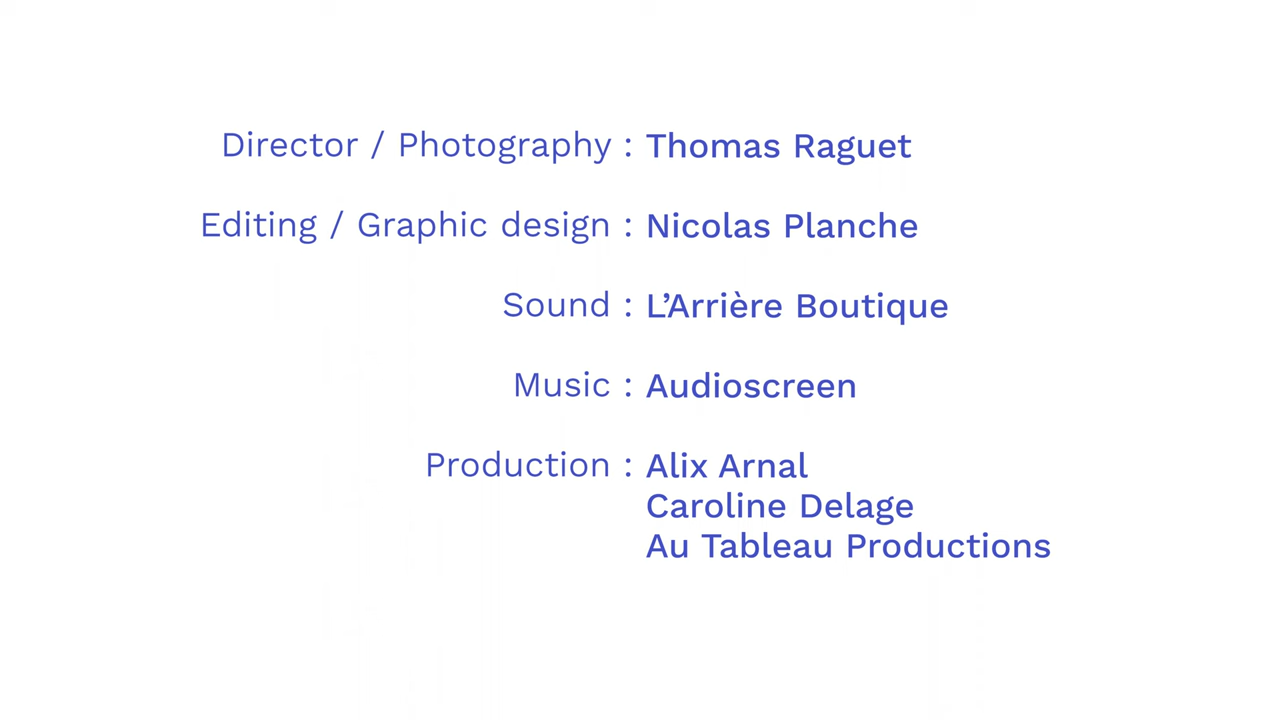 Director / Photography : Thomas Raguet
Editing / Graphic design : Nicolas Planche
Sound : L’Arrière Boutique
Music : Audioscreen
Production : Alix Arnal
Caroline Delage
Au Tableau Productions